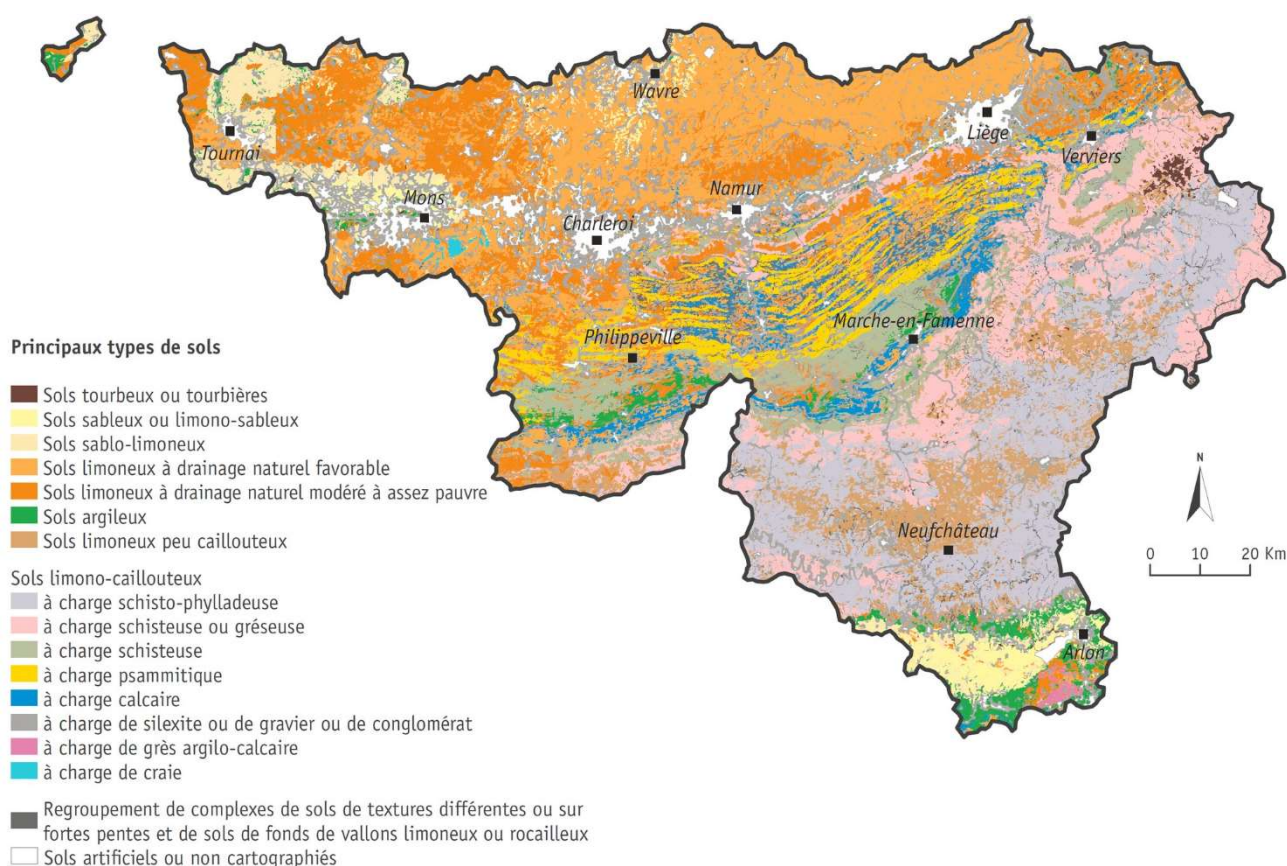 Wavre
Liège
Tournai
Verviers
Namur
Mons
Charleroi
Marche-en-Famenne
Philippeville
Neufchâteau
Arlon
N
0 10 20 Km
Principaux types de sols
Sols tourbeux ou tourbières
Sols sableux ou limono-sableux
Sols sablo-limoneux
Sols limoneux à drainage naturel favorable
Sols limoneux à drainage naturel modéré à assez pauvre
Sols argileux
Sols limoneux peu caillouteux
Sols limono-caillouteux
à charge schisto-phylladeuse
à charge schisteuse ou gréseuse
à charge schisteuse
à charge psammitique
à charge calcaire
à charge de silexite ou de gravier ou de conglomérat
à charge de grès argilo-calcaire
à charge de craie
Regroupement de complexes de sols de textures différentes ou sur
fortes pentes et de sols de fonds de vallons limoneux ou rocailleux
Sols artificiels ou non cartographiés